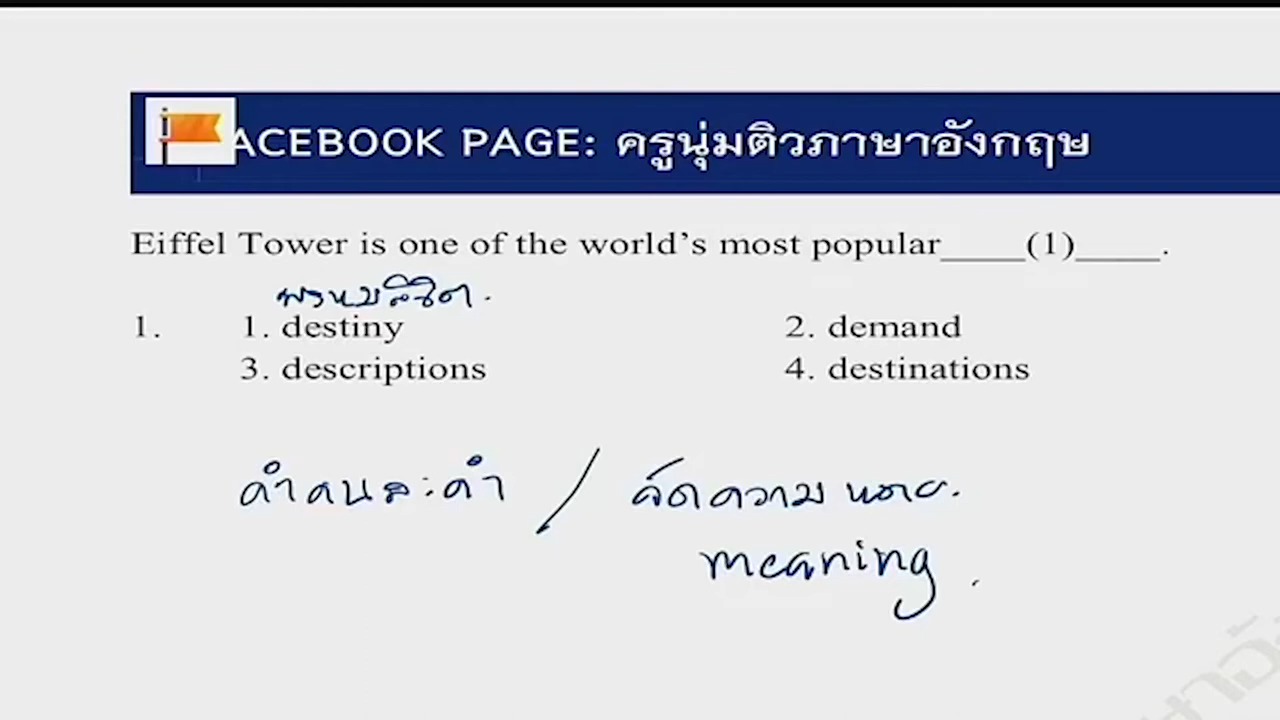 ACEBOOK PAGE: ครูนุ่มติวภาษาอังกฤษ
Eiffel Tower is one of the world’s most popular_____(1)_____.
พรหมลิขิต.
1. 1. destiny 2. demand
3. descriptions 4. destinations
คำคนละคำ / จัดความหมาย.
meaning.